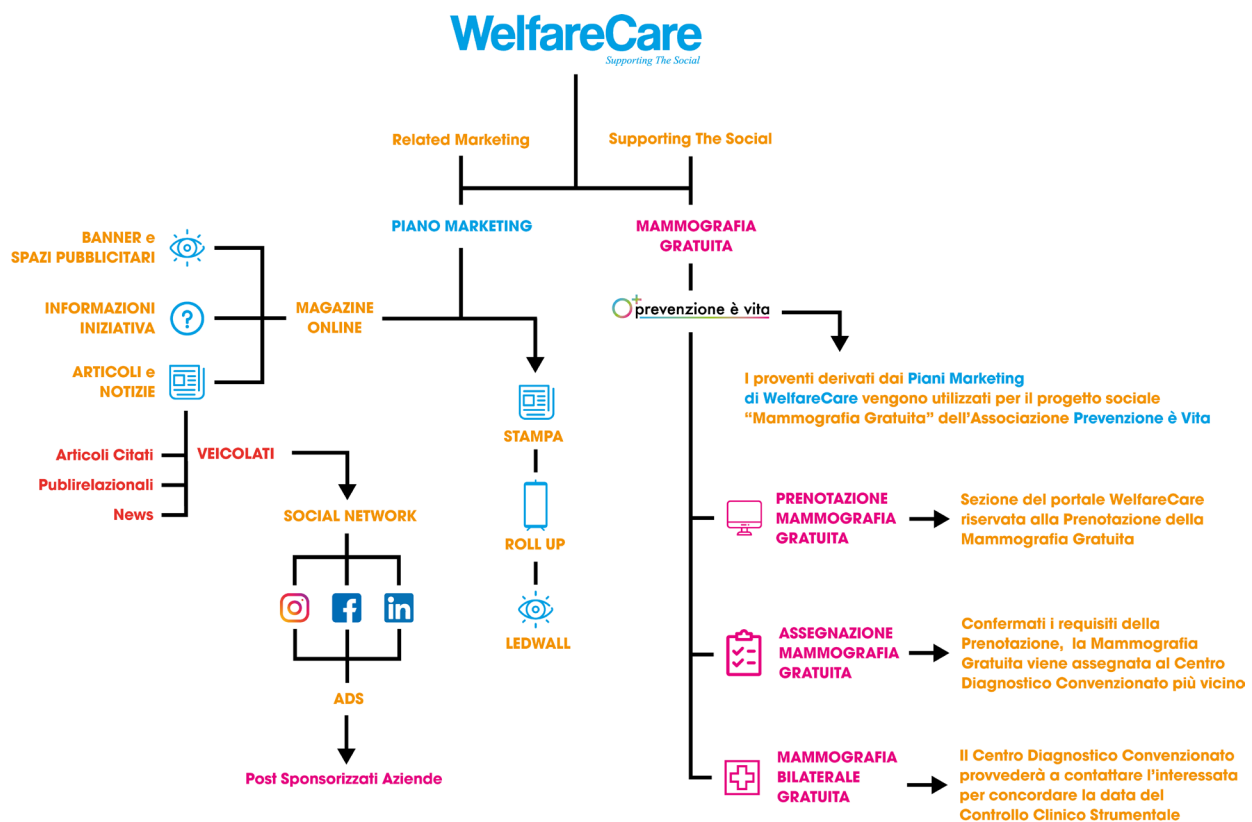 WelfareCare
Supporting The Social
Related Marketing
Supporting The Social
PIANO MARKETING
MAMMOGRAFIA
GRATUITA
BANNER e
SPAZI PUBBLICITARI
INFORMAZIONI
INIZIATIVA
ARTICOLI e
NOTIZIE
MAGAZINE
ONLINE
Articoli Citati
Publirelazionali
News
VEICOLATI
SOCIAL NETWORK
ADS
Post Sponsorizzati Aziende
STAMPA
ROLL UP
LEDWALL
prevenzione è vita
I proventi derivati dai Piani Marketing
di WelfareCare vengono utilizzati per il progetto sociale
“Mammografia Gratuita” dell’Associazione Prevenzione è Vita
PRENOTAZIONE
MAMMOGRAFIA
GRATUITA
Sezione del portale WelfareCare
riservata alla Prenotazione della
Mammografia Gratuita
ASSEGNAZIONE
MAMMOGRAFIA
GRATUITA
Confermati i requisiti della
Prenotazione, la Mammografia
Gratuita viene assegnata al Centro
Diagnostico Convenzionato più vicino
MAMMOGRAFIA
BILATERALE
GRATUITA
Il Centro Diagnostico Convenzionato
provvederà a contattare l’interessata
per concordare la data del
Controllo Clinico Strumentale